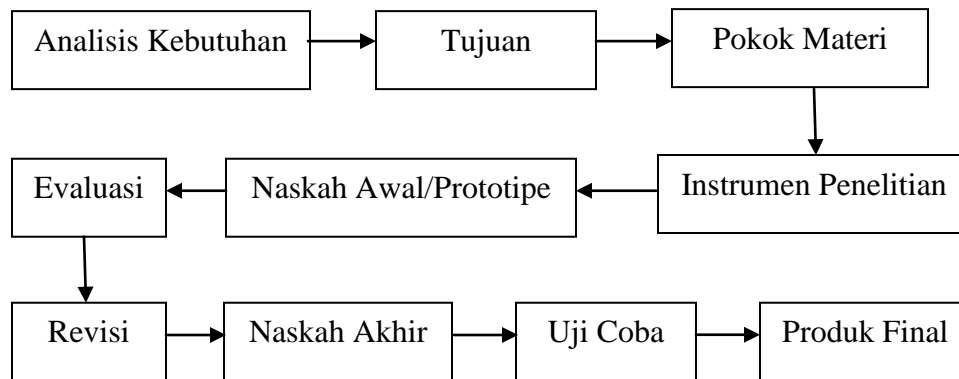 Analisis Kebutuhan
Tujuan
Pokok Materi
Instrumen Penelitian
Naskah Awal/Prototipe
Evaluasi
Revisi
Naskah Akhir
Uji Coba
Produk Final